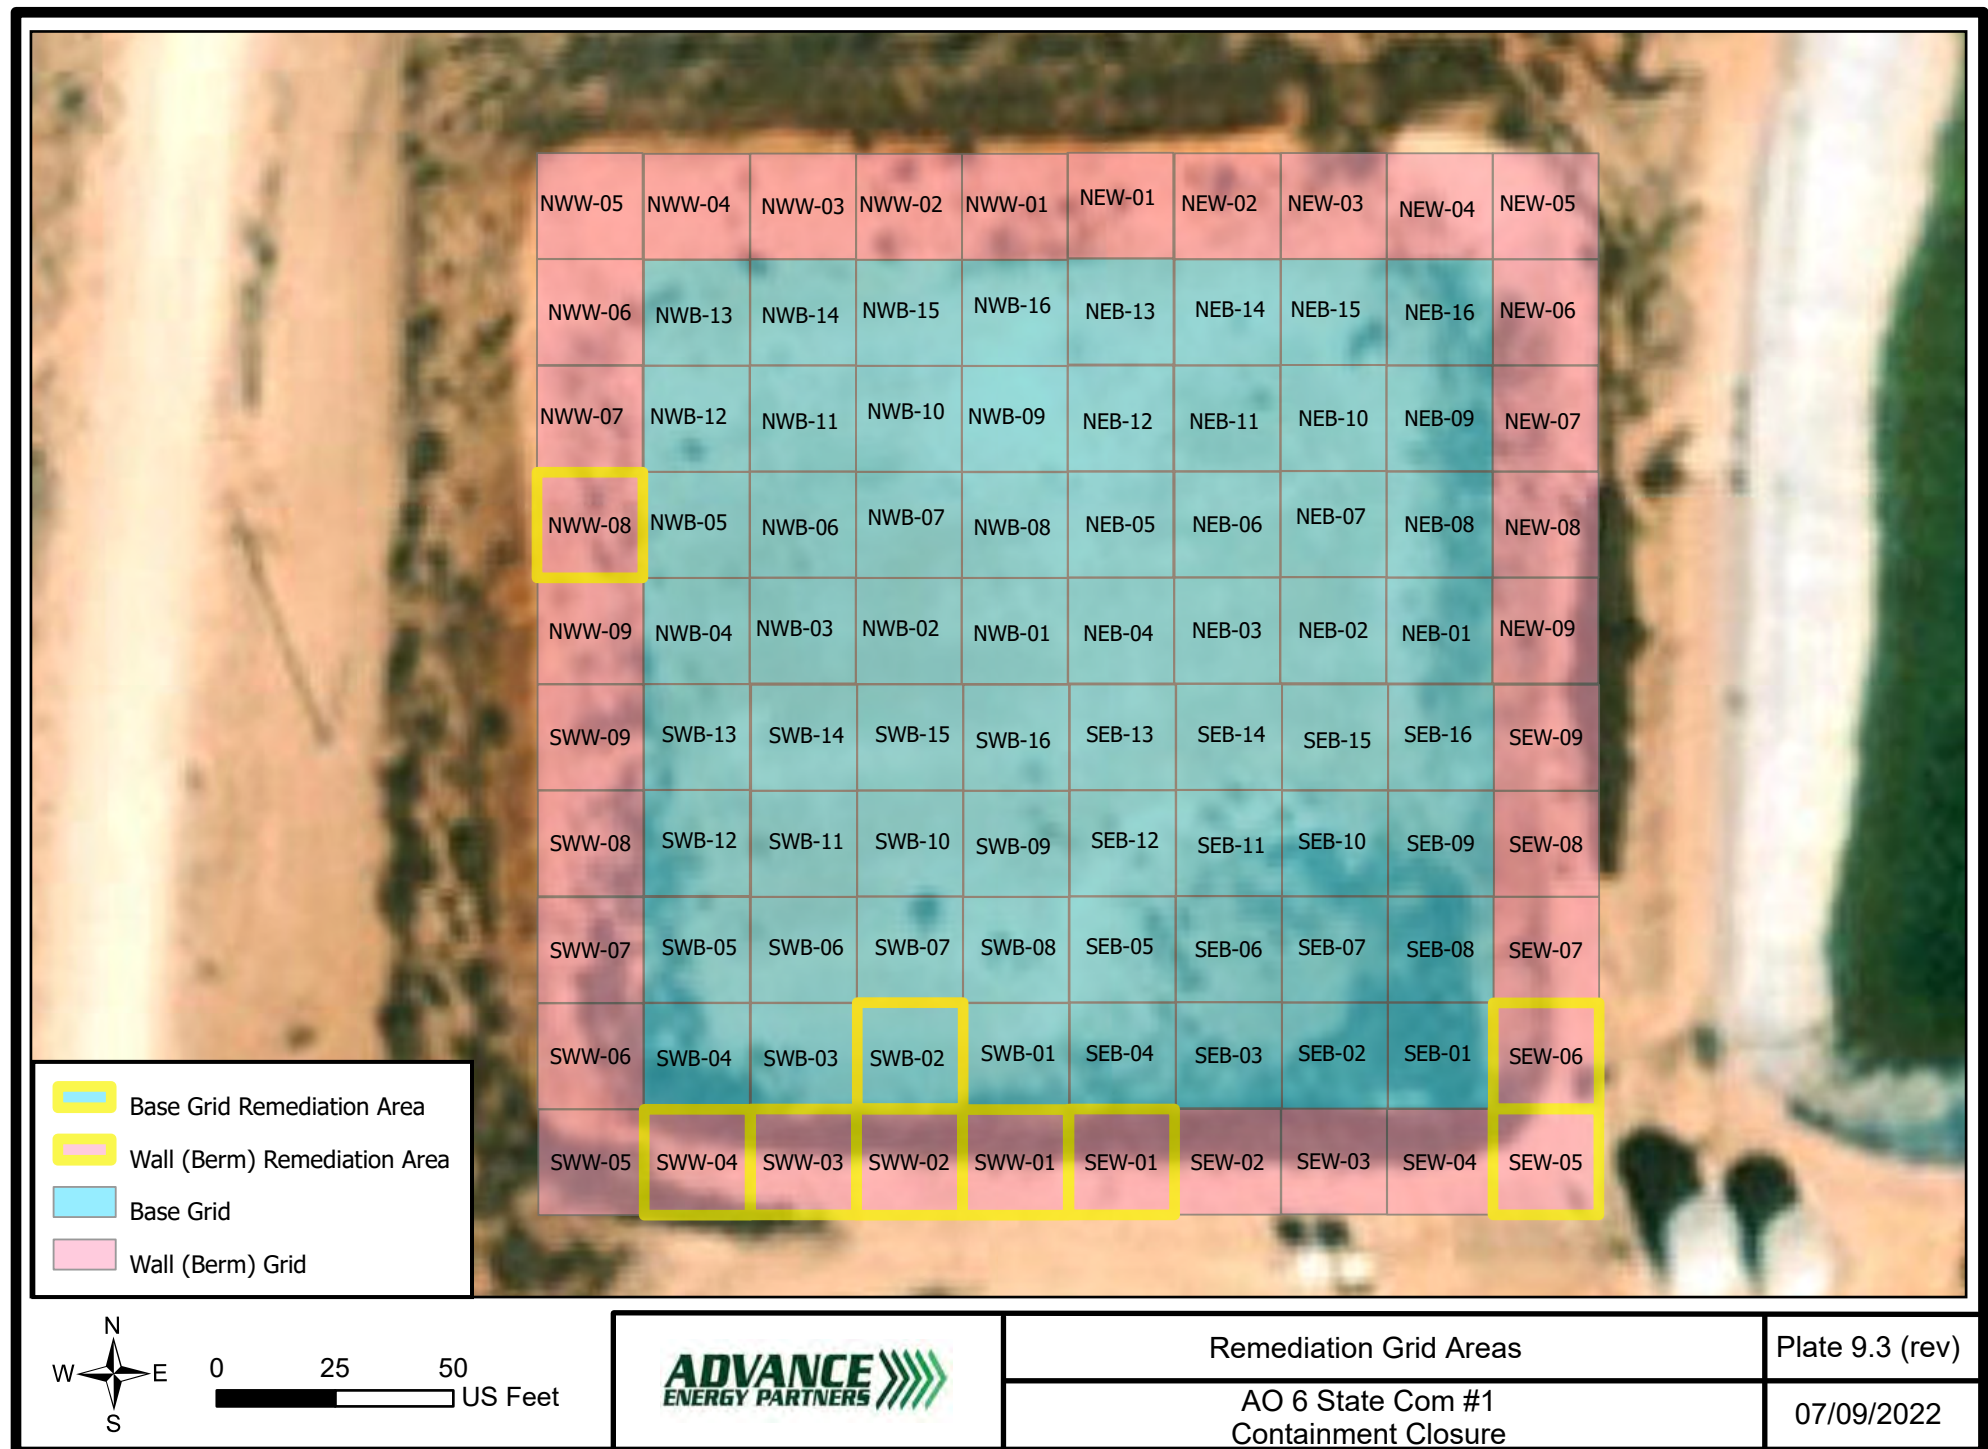 NWW-05 NWW-04 NWW-03 NWW-02 NWW-01 NEW-01 NEW-02 NEW-03 NEW-04 NEW-05
NWW-06 NWB-13 NWB-14 NWB-15 NWB-16 NEB-13 NEB-14 NEB-15 NEB-16 NEW-06
NWW-07 NWB-12 NWB-11 NWB-10 NWB-09 NEB-12 NEB-11 NEB-10 NEB-09 NEW-07
NWW-08 NWB-05 NWB-06 NWB-07 NWB-08 NEB-05 NEB-06 NEB-07 NEB-08 NEW-08
NWW-09 NWB-04 NWB-03 NWB-02 NWB-01 NEB-04 NEB-03 NEB-02 NEB-01 NEW-09
SWW-09 SWB-13 SWB-14 SWB-15 SWB-16 SEB-13 SEB-14 SEB-15 SEB-16 SEW-09
SWW-08 SWB-12 SWB-11 SWB-10 SWB-09 SEB-12 SEB-11 SEB-10 SEB-09 SEW-08
SWW-07 SWB-05 SWB-06 SWB-07 SWB-08 SEB-05 SEB-06 SEB-07 SEB-08 SEW-07
SWW-06 SWB-04 SWB-03 SWB-02 SWB-01 SEB-04 SEB-03 SEB-02 SEB-01 SEW-06
SWW-05 SWW-04 SWW-03 SWW-02 SWW-01 SEW-01 SEW-02 SEW-03 SEW-04 SEW-05
Base Grid Remediation Area
Wall (Berm) Remediation Area
Base Grid
Wall (Berm) Grid
N
W E
S
0 25 50
US Feet
ADVANCE
ENERGY PARTNERS
Remediation Grid Areas
AO 6 State Com #1
Containment Closure
Plate 9.3 (rev)
07/09/2022